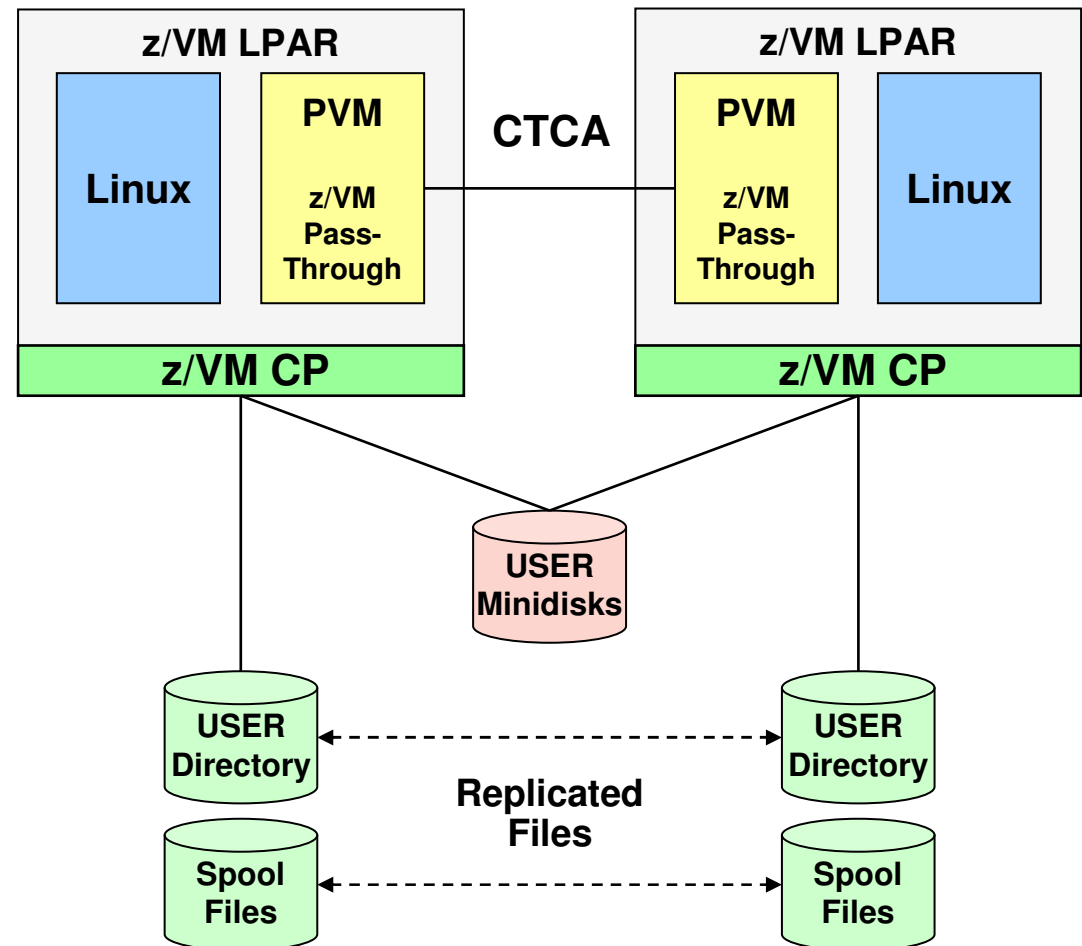 z/VM LPAR
Linux
PVM
z/VM
Pass-
Through
z/VM CP
CTCA
z/VM LPAR
PVM
z/VM
Pass-
Through
Linux
z/VM CP
USER
Minidisks
USER
Directory
USER
Directory
Replicated
Files
Spool
Files
Spool
Files